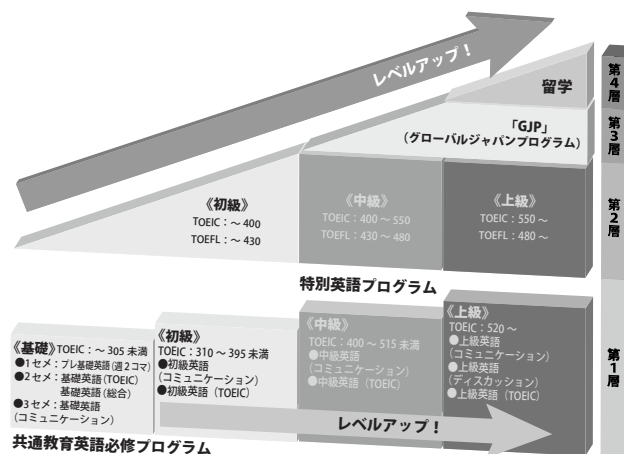 レベルアップ！
留学
「GJP」
（グローバルジャパンプログラム）
第4層
第3層
第2層
第1層
《初級》
TOEIC：～ 400
TOEFL：～ 430
《中級》
TOEIC：400 ～ 550
TOEFL：430 ～ 480
《上級》
TOEIC：550 ～
TOEFL：480 ～
特別英語プログラム
《基礎》TOEIC：～ 305 未満
●1セメ：プレ基礎英語（週2コマ）
●2セメ：基礎英語（TOEIC）
基礎英語（総合）
●3セメ：基礎英語
（コミュニケーション）
《初級》
TOEIC：310 ～ 395 未満
●初級英語
（コミュニケーション）
●初級英語（TOEIC）
《中級》
TOEIC：400 ～ 515 未満
●中級英語
（コミュニケーション）
●中級英語（TOEIC）
《上級》
TOEIC：520 ～
●上級英語
（コミュニケーション）
●上級英語
（ディスカッション）
●上級英語（TOEIC）
レベルアップ！
共通教育英語必修プログラム